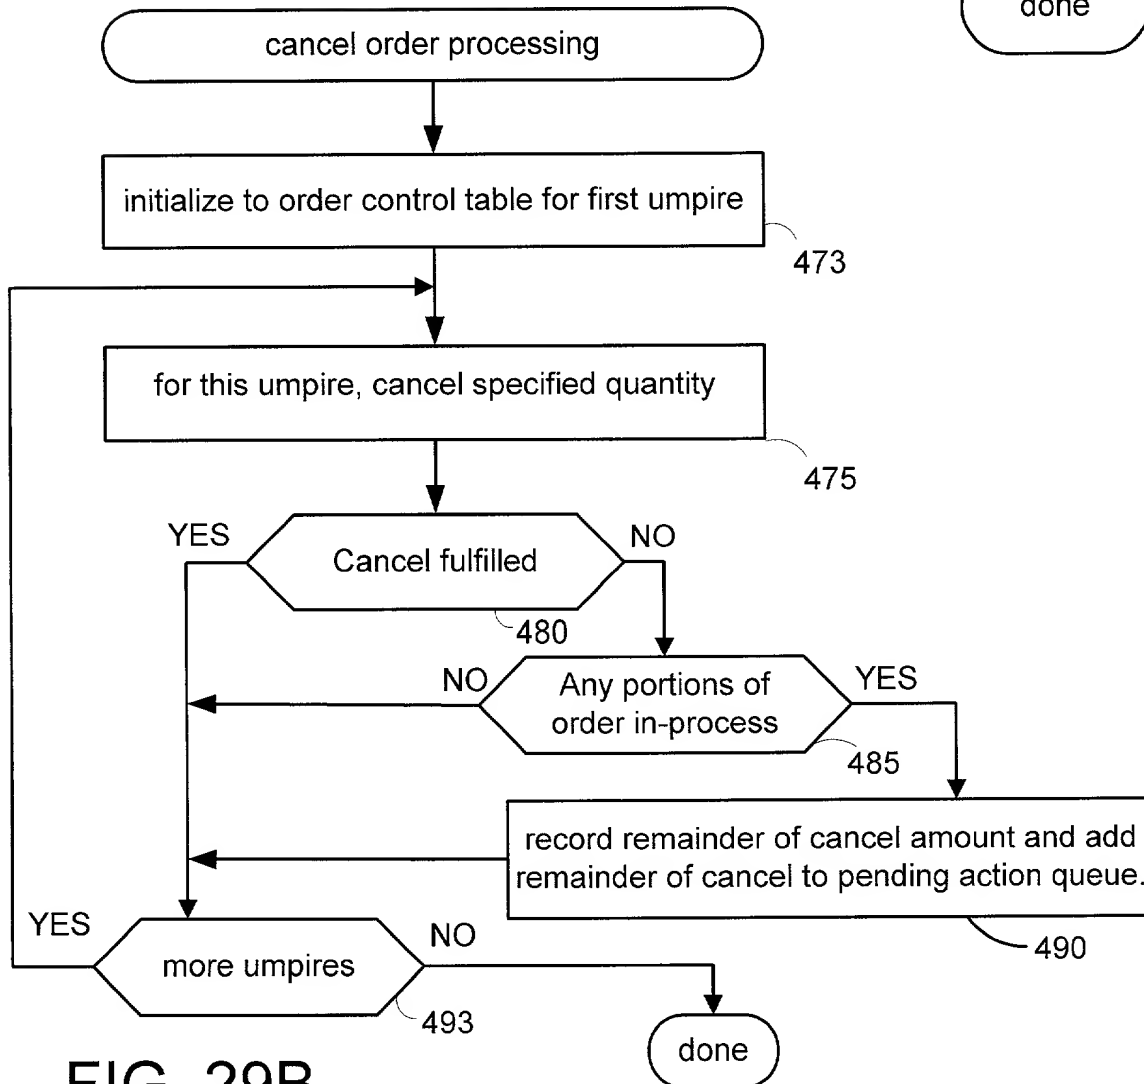 done
cancel order processing
initialize to order control table for first umpire
473
for this umpire, cancel specified quantity
475
YES
NO
Cancel fulfilled
480
NO
YES
Any portions of
order in-process
485
record remainder of cancel amount and add
remainder of cancel to pending action queue.
490
YES
NO
more umpires
493
done
FIG. 29B